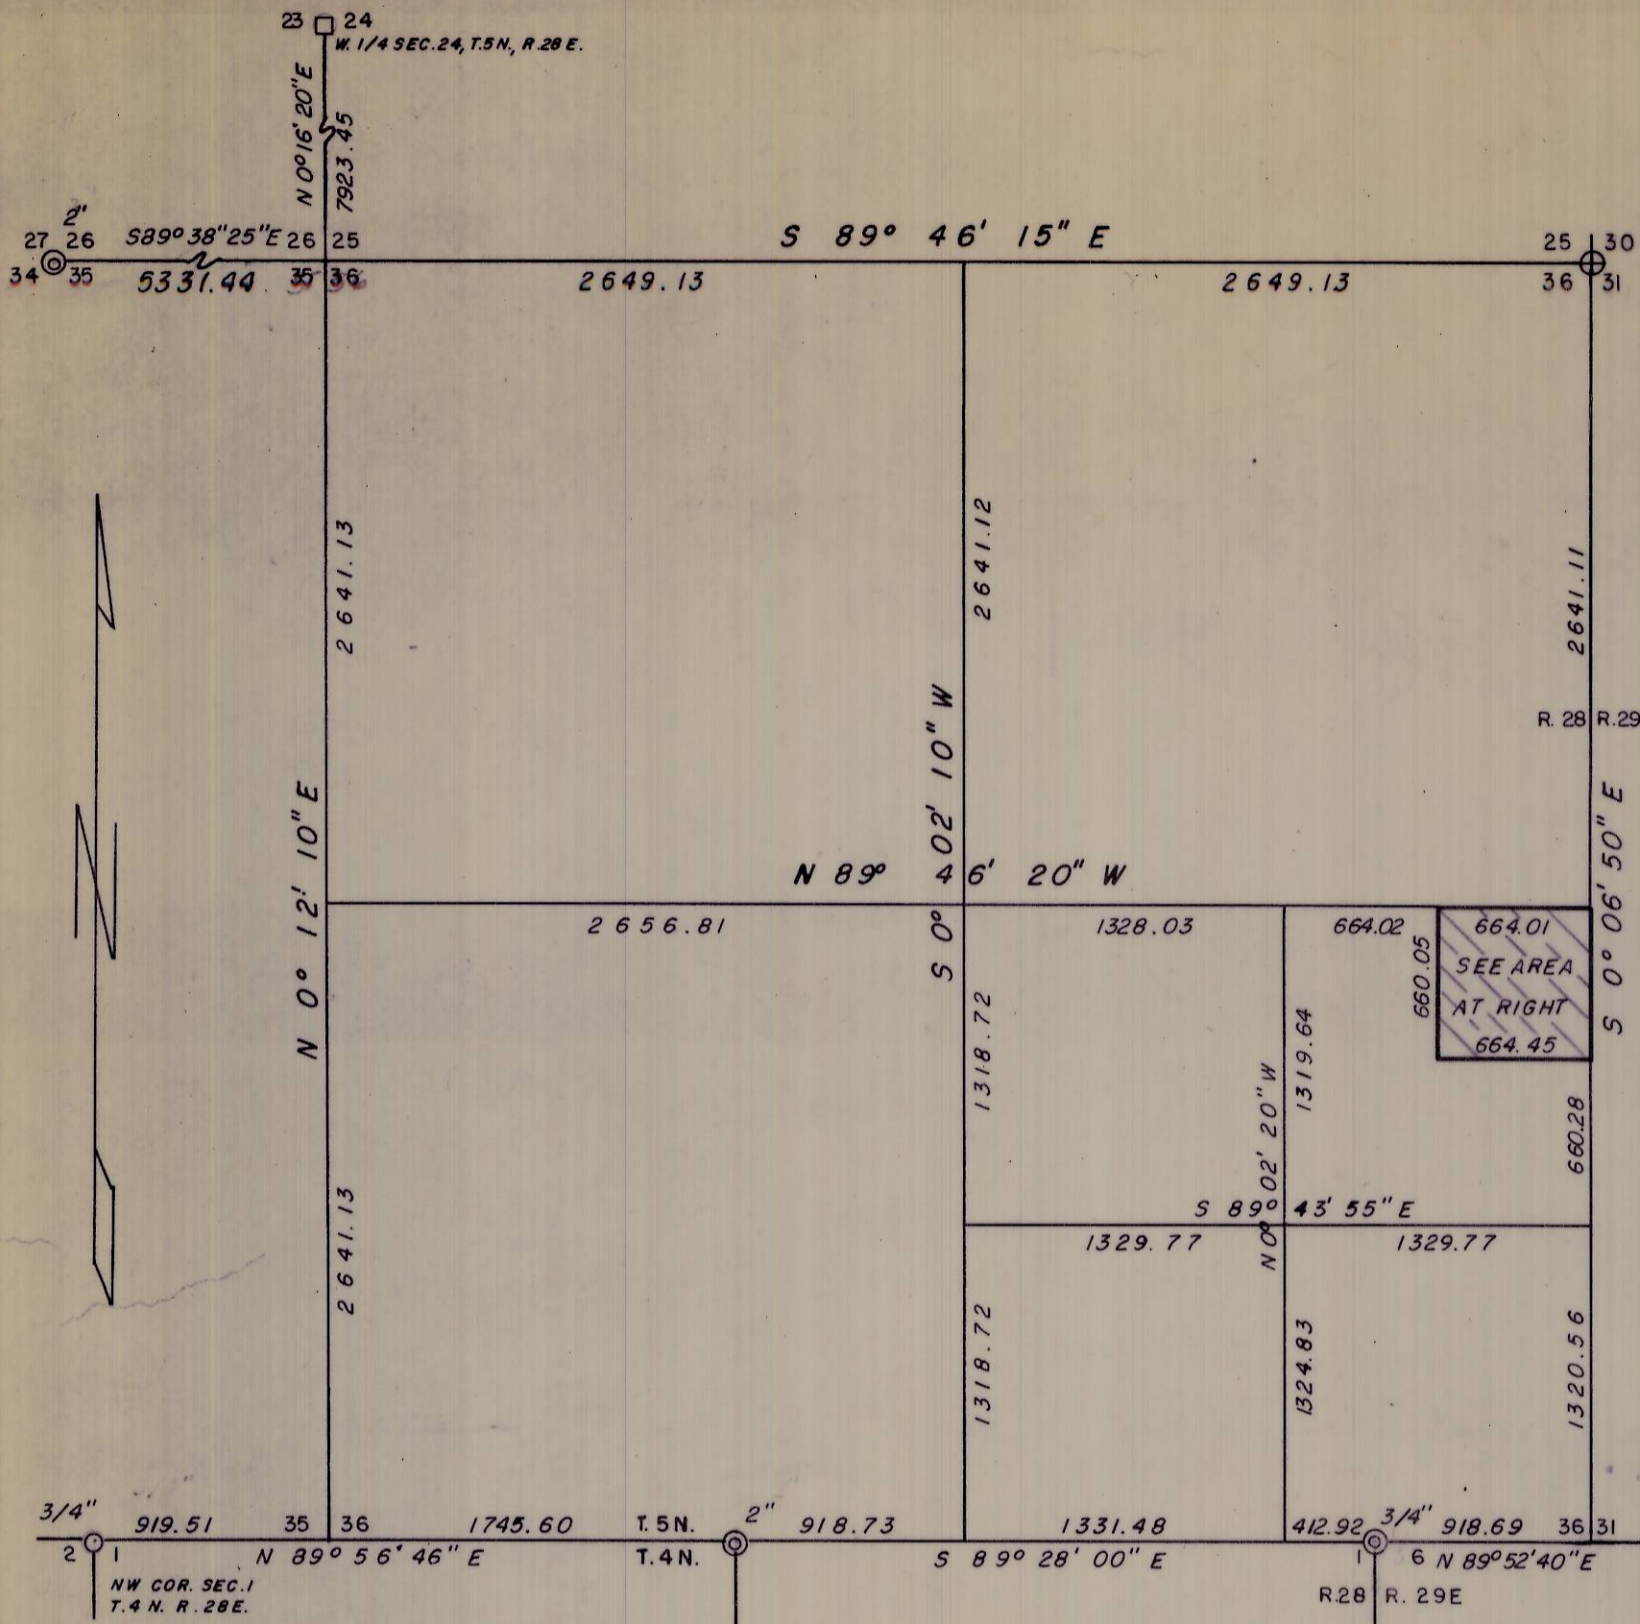 23 24
W. 1/4 SEC.24, T.5N., R.28E.
N 0° 16' 20" E
7923.45
2"
27 26
S89° 38" 25" E
26 25
S 89° 46' 15" E
25 30
34 35
5331.44
35 36
2649.13
2649.13
36 31
2641.13
2641.12
2641.11
R. 28 R.29
N 0° 12' 10" E
S 0° 02' 10" W
S 0° 06' 50" E
N 89° 46' 20" W
2656.81
1328.03
664.02
664.01
660.05
SEE AREA
AT RIGHT
664.45
1318.72
1319.64
N 0° 02' 20" W
660.28
S 89° 43' 55" E
1329.77
1329.77
2641.13
1318.72
1324.83
1320.56
3/4"
919.51
35 36
1745.60
T. 5 N.
2"
918.73
1331.48
412.92
3/4"
918.69
36 31
2 1
N 89° 56' 46" E
T. 4 N.
S 89° 28' 00" E
1 6
N 89° 52' 40" E
NW COR. SEC. 1
T.4 N. R. 28E.
R.28 R. 29E